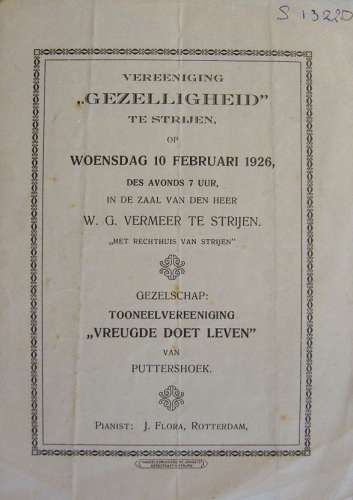 S 1322D
VEREENIGING
„GEZELLIGHEID”
TE STRIJEN,
OP
WOENSDAG 10 FEBRUARI 1926,
DES AVONDS 7 UUR,
IN DE ZAAL VAN DEN HEER
W. G. VERMEER TE STRIJEN.
„HET RECHTHUIS VAN STRIJEN”
GEZELSCHAP:
TOONEELVEREENIGING
„VREUGDE DOET LEVEN”
VAN
PUTTERSHOEK.
PIANIST: J. FLORA, ROTTERDAM,